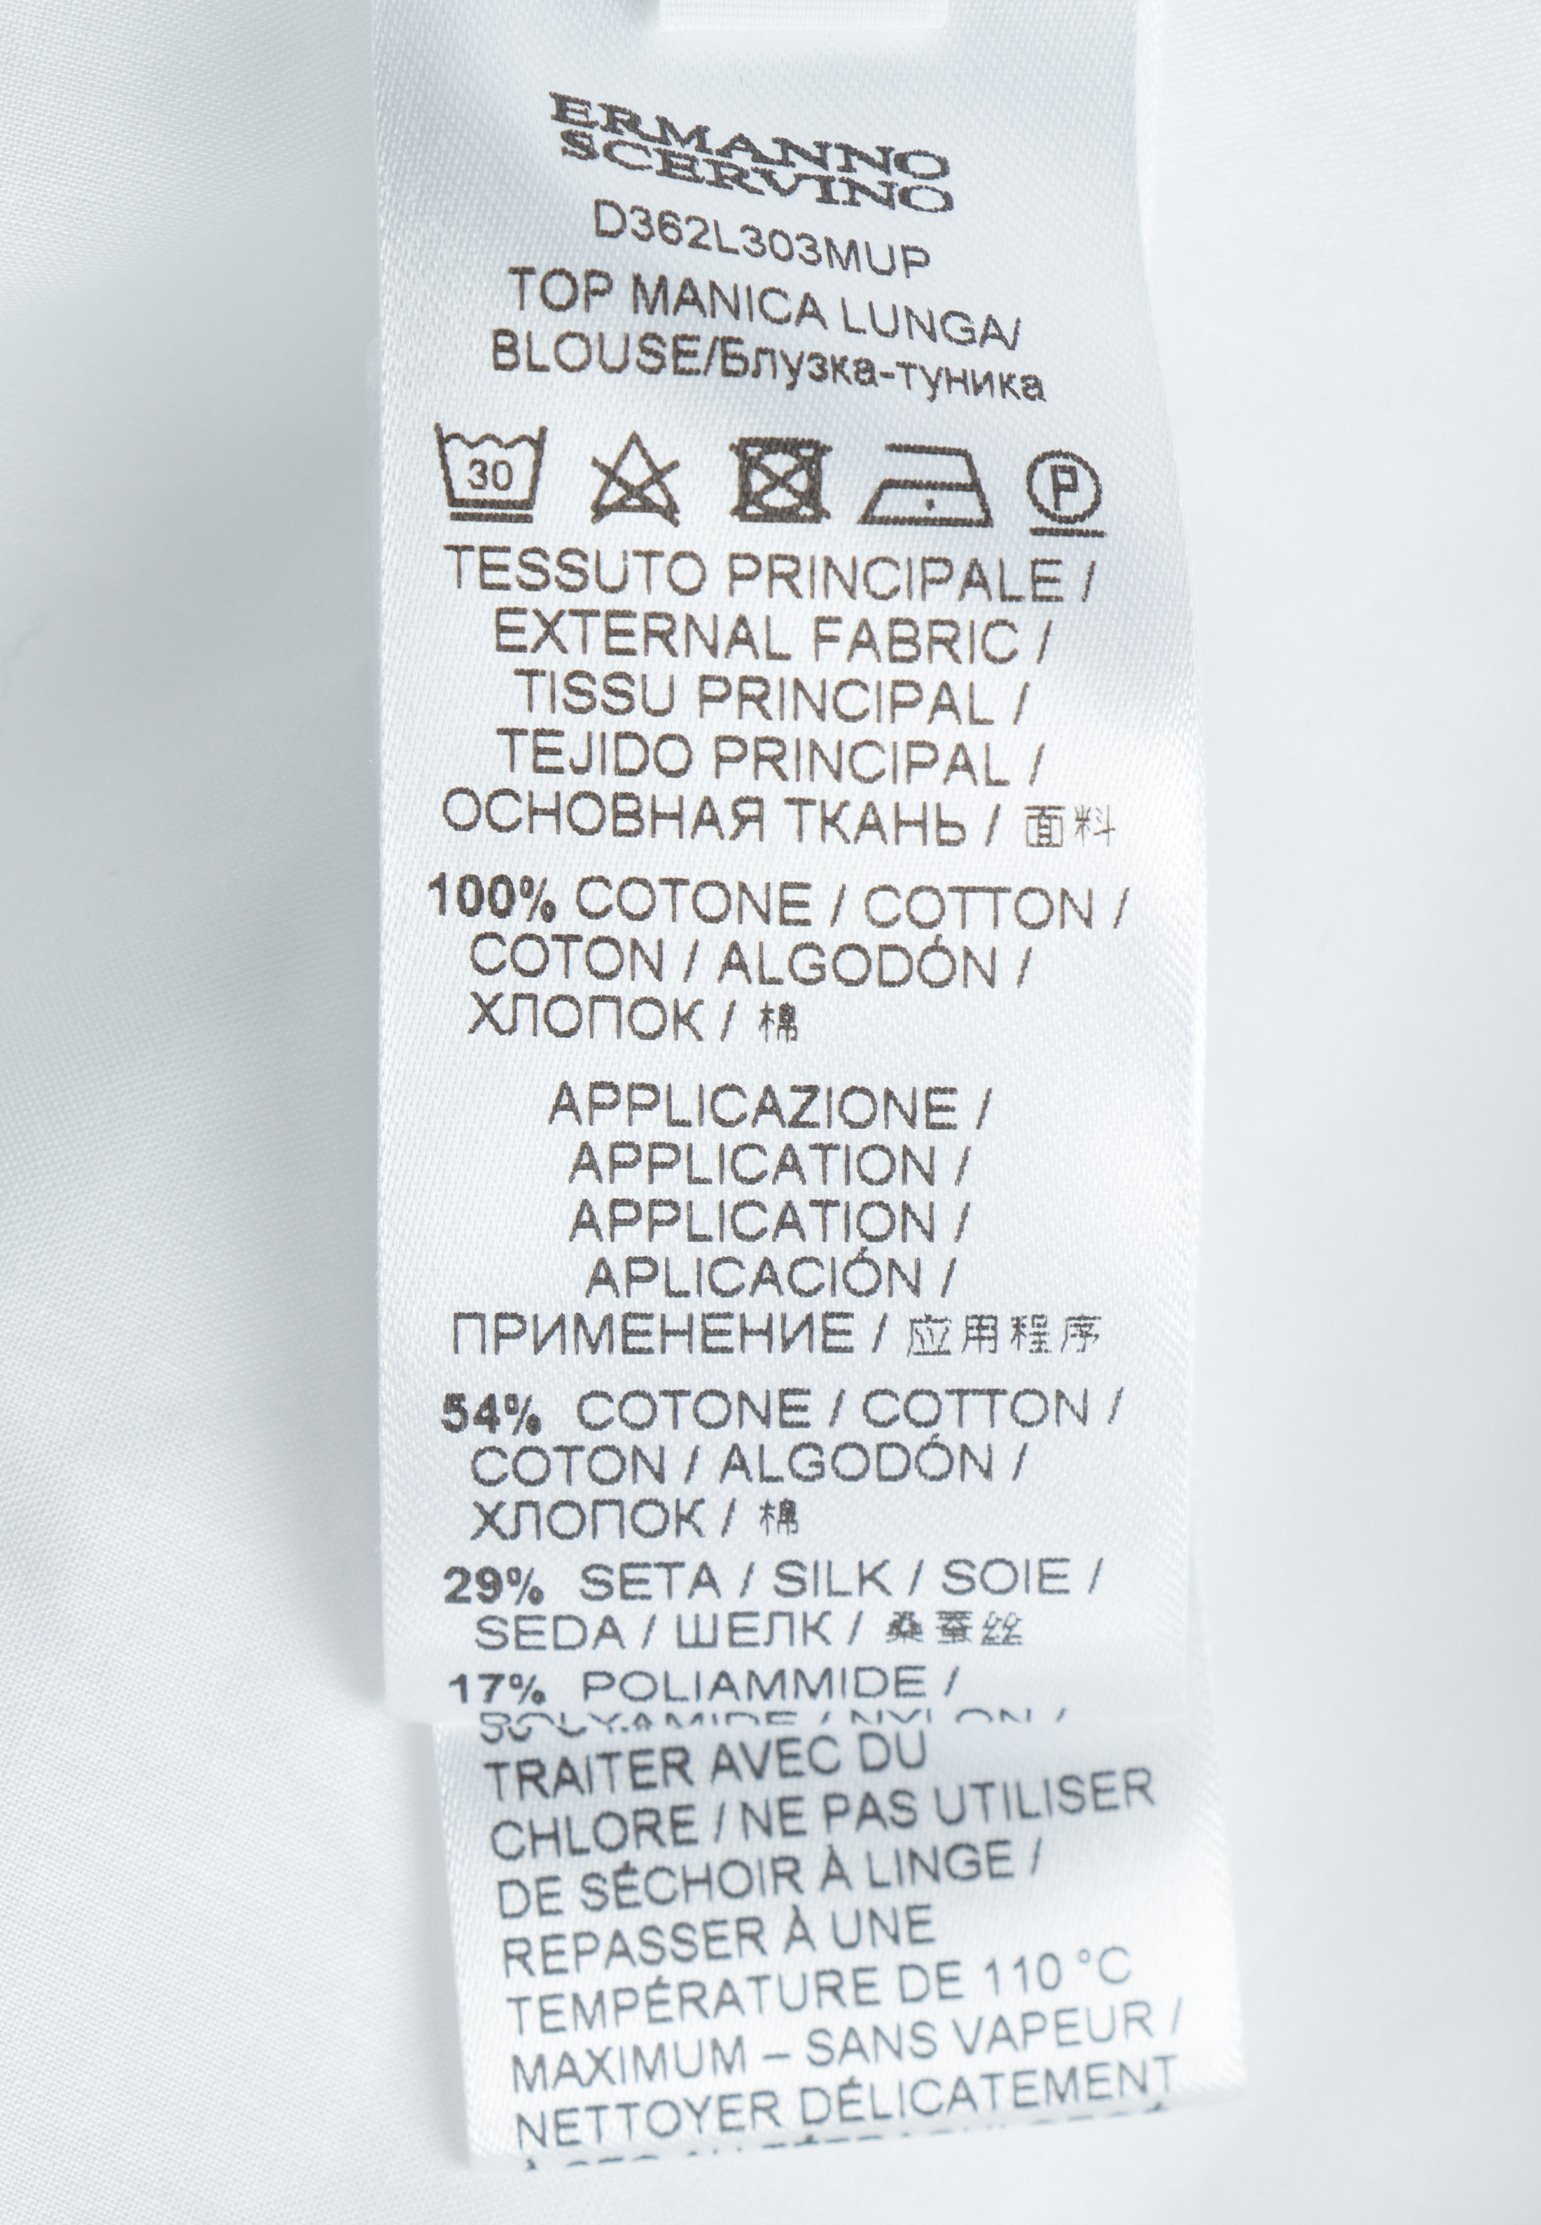 ERMANNO
SCERVINO
D362L303MUP
TOP MANICA LUNGA/
BLOUSE/Блузка-туника
30 P
TESSUTO PRINCIPALE /
EXTERNAL FABRIC /
TISSU PRINCIPAL /
TEJIDO PRINCIPAL /
ОСНОВНАЯ ТКАНЬ / 面料
100% COTONE / COTTON /
COTON / ALGODÓN /
ХЛОПОК / 棉
APPLICAZIONE /
APPLICATION /
APPLICATION /
APLICACIÓN /
ПРИМЕНЕНИЕ / 应用程序
54% COTONE / COTTON /
COTON / ALGODÓN /
ХЛОПОК / 棉
29% SETA / SILK / SOIE /
SEDA / ШЕЛК / 桑蚕丝
17% POLIAMMIDE /
POLYAMIDE / NYLON /
TRAITER AVEC DU
CHLORE / NE PAS UTILISER
DE SÉCHOIR À LINGE /
REPASSER À UNE
TEMPÉRATURE DE 110 °C
MAXIMUM – SANS VAPEUR /
NETTOYER DÉLICATEMENT